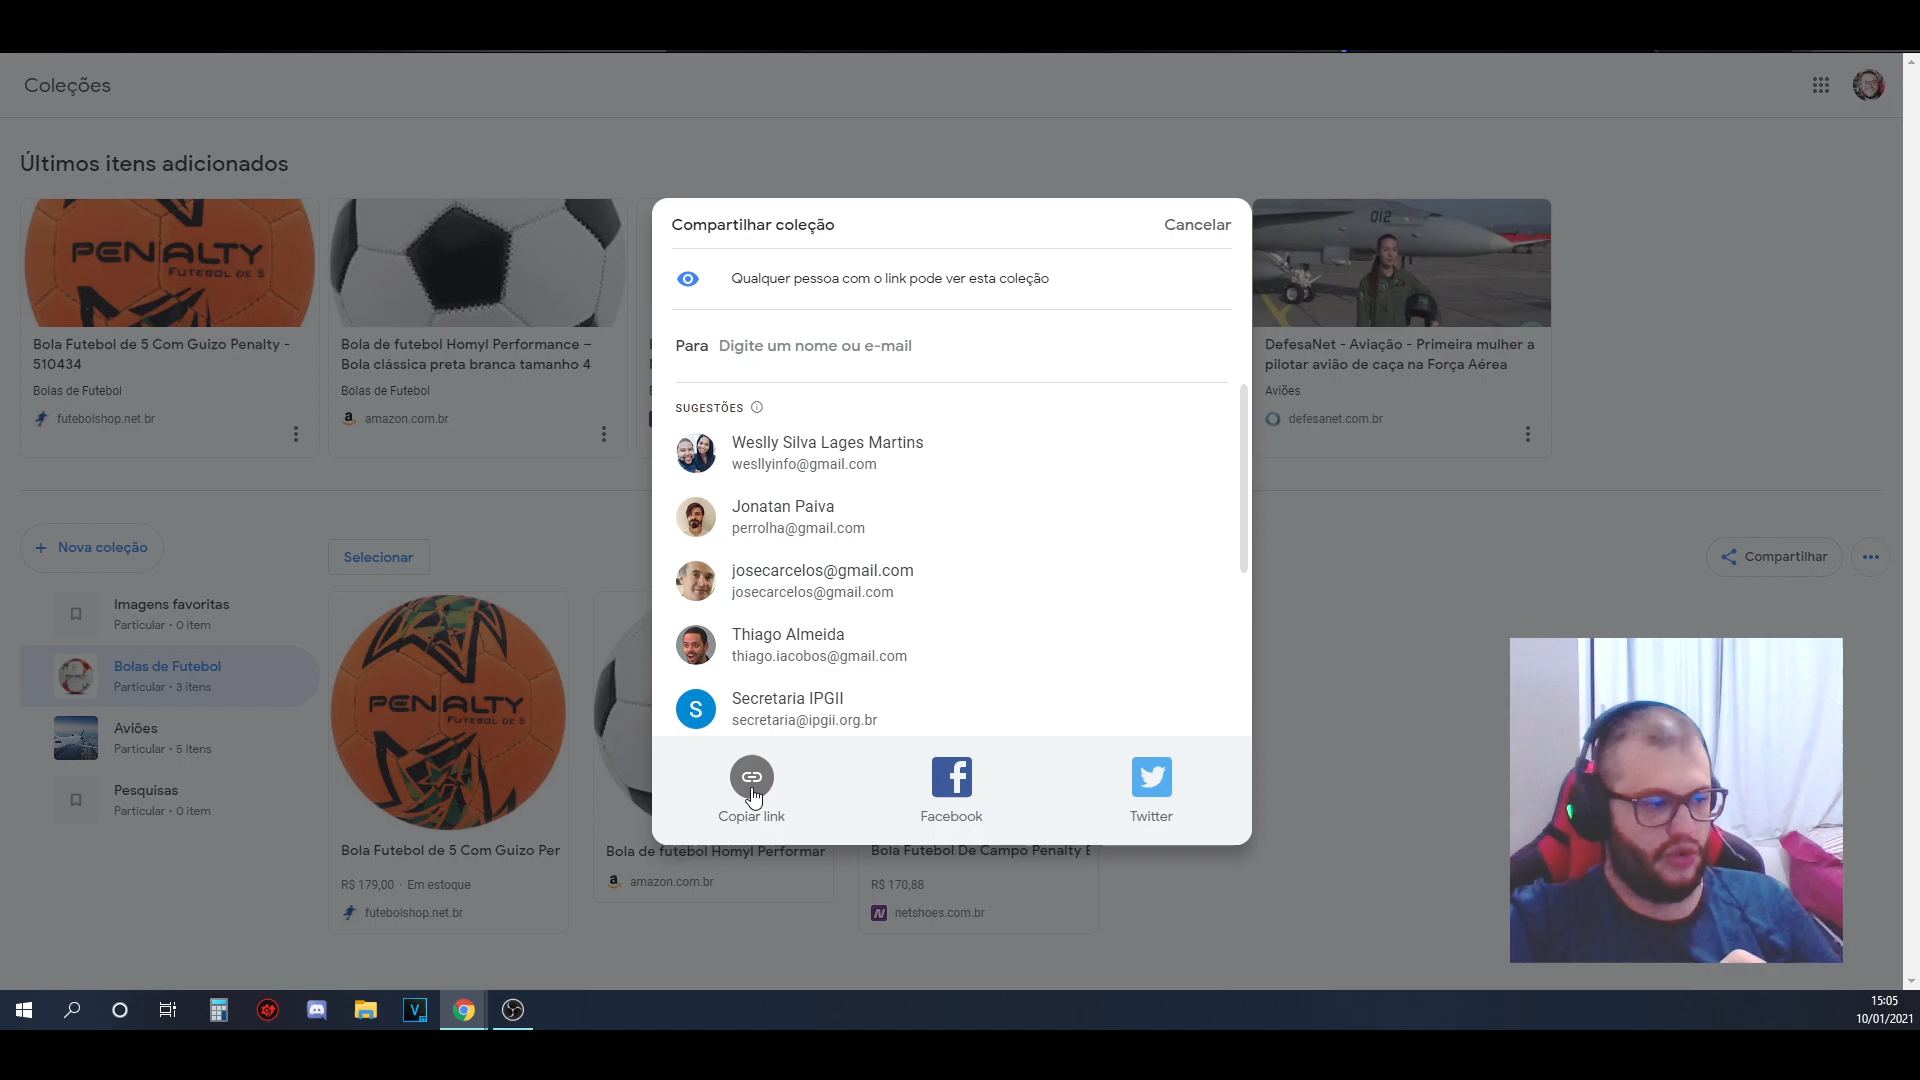 Coleções
Últimos itens adicionados
PENALTY
FUTEBOL DE 5
012
Bola Futebol de 5 Com Guizo Penalty -
510434
Bolas de Futebol
futebolshop.net.br
Bola de futebol Homyl Performance –
Bola clássica preta branca tamanho 4
Bolas de Futebol
amazon.com.br
DefesaNet - Aviação - Primeira mulher a
pilotar avião de caça na Força Aérea
Aviões
defesanet.com.br
Compartilhar coleção
Cancelar
Qualquer pessoa com o link pode ver esta coleção
Para Digite um nome ou e-mail
SUGESTÕES
Weslly Silva Lages Martins
wesllyinfo@gmail.com
Jonatan Paiva
perrolha@gmail.com
josecarcelos@gmail.com
josecarcelos@gmail.com
Thiago Almeida
thiago.iacobos@gmail.com
S
Secretaria IPGII
secretaria@ipgii.org.br
Copiar link
Facebook
Twitter
+ Nova coleção
Selecionar
Compartilhar
Imagens favoritas
Particular • 0 item
Bolas de Futebol
Particular • 3 itens
Aviões
Particular • 5 itens
Pesquisas
Particular • 0 item
PENALTY
FUTEBOL DE 5
Bola Futebol de 5 Com Guizo Per
R$ 179,00 · Em estoque
futebolshop.net.br
Bola de futebol Homyl Performar
amazon.com.br
Bola Futebol De Campo Penalty
R$ 170,88
netshoes.com.br
15:05
10/01/2021